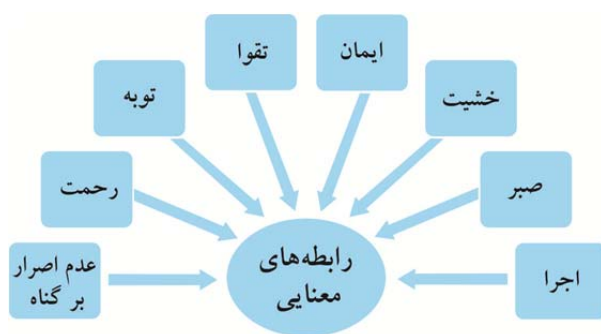 ایمان
تقوا
خشیت
توبه
صبر
رحمت
رابطه‌های
معنایی
اجرا
عدم اصرار
بر گناه